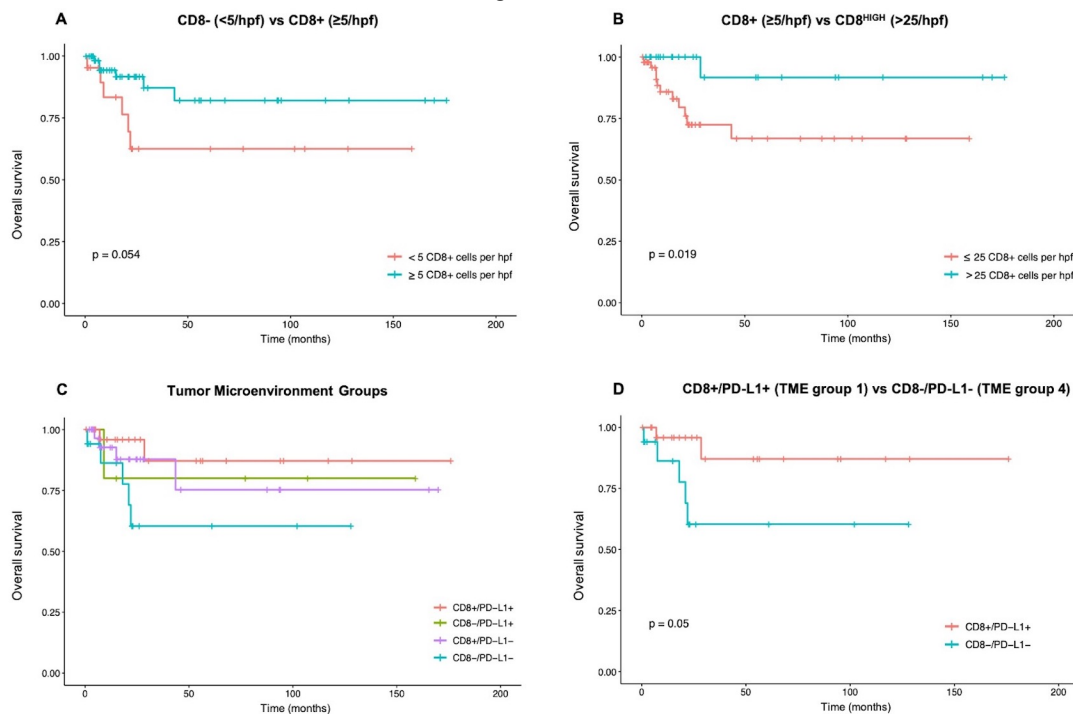 A
CD8- (<5/hpf) vs CD8+ (≥5/hpf)
Overall survival
1.00
0.75
0.50
0.25
0.00
p = 0.054
< 5 CD8+ cells per hpf
≥ 5 CD8+ cells per hpf
0
50
100
150
200
Time (months)
B
CD8+ (≥5/hpf) vs CD8HIGH (>25/hpf)
Overall survival
1.00
0.75
0.50
0.25
0.00
p = 0.019
≤ 25 CD8+ cells per hpf
> 25 CD8+ cells per hpf
0
50
100
150
200
Time (months)
C
Tumor Microenvironment Groups
Overall survival
1.00
0.75
0.50
0.25
0.00
CD8+/PD-L1+
CD8-/PD-L1+
CD8+/PD-L1-
CD8-/PD-L1-
0
50
100
150
200
Time (months)
D
CD8+/PD-L1+ (TME group 1) vs CD8-/PD-L1- (TME group 4)
Overall survival
1.00
0.75
0.50
0.25
0.00
p = 0.05
CD8+/PD-L1+
CD8-/PD-L1-
0
50
100
150
200
Time (months)